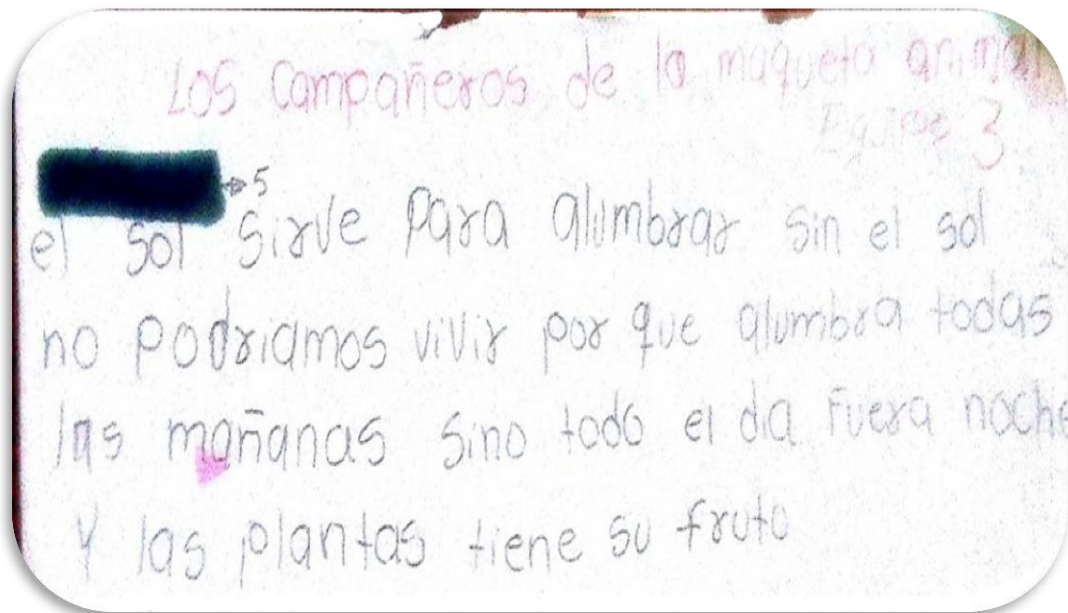 Los Campañeros de la maqueta animal
Equipo 3
5
el sol sirve para alumbrar sin el sol
no podriamos vivir por que alumbra todas
las mañanas sino todo el dia fuera noche
Y las plantas tiene su fruto